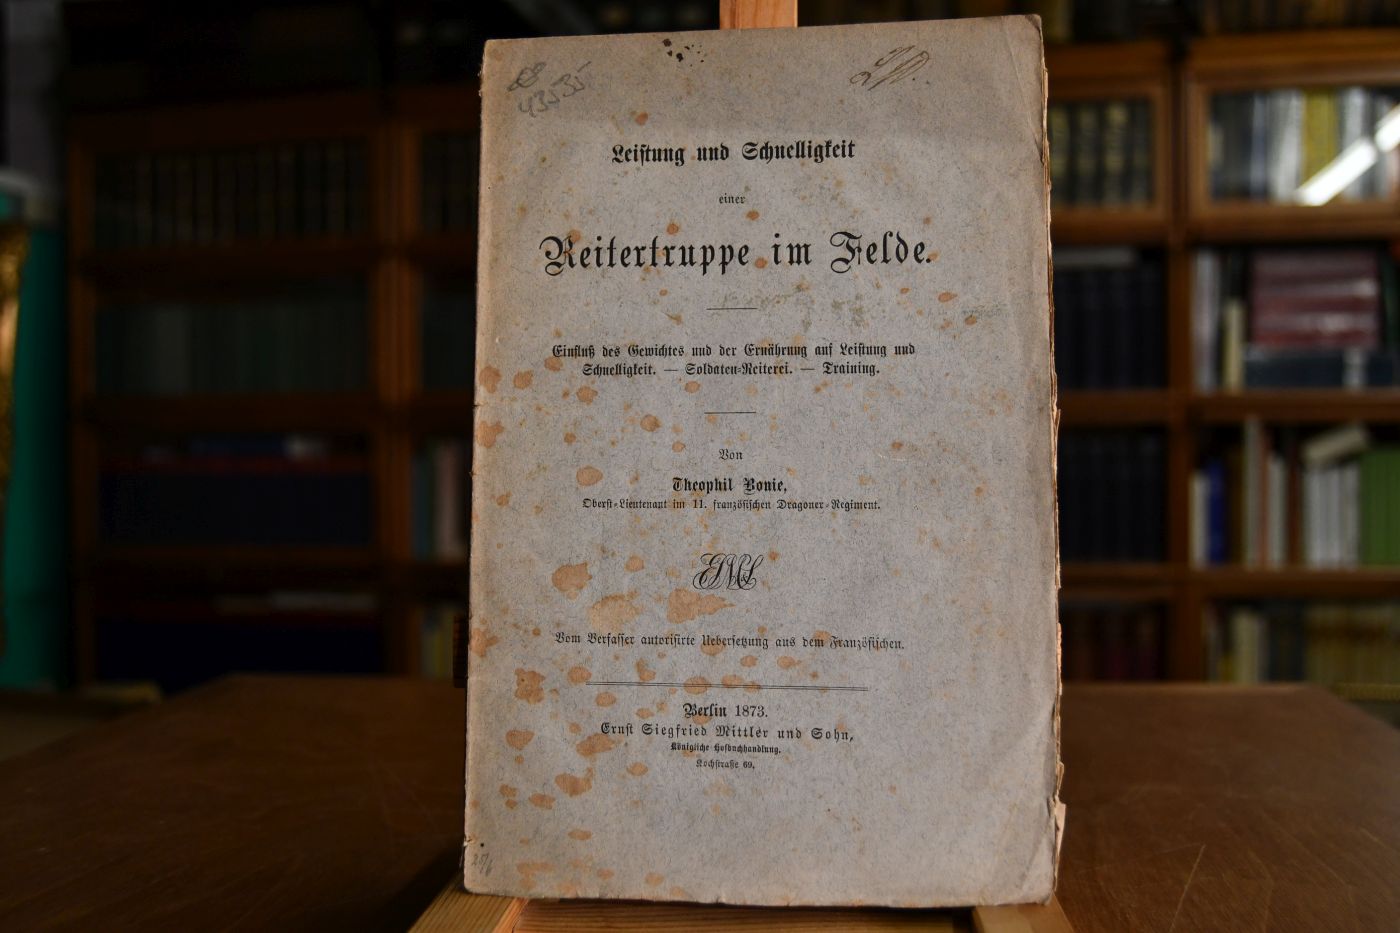 43535
Leistung und Schnelligkeit
einer
Reitertruppe im Felde.
Einfluß des Gewichtes und der Ernährung auf Leistung und
Schnelligkeit. — Soldaten-Reiterei. — Training.
Von
Theophil Bonie,
Oberst-Lieutenant im 11. französischen Dragoner-Regiment.
Vom Verfasser autorisirte Uebersetzung aus dem Französischen.
Berlin 1873.
Ernst Siegfried Mittler und Sohn,
Königliche Hofbuchhandlung.
Kochstraße 69.